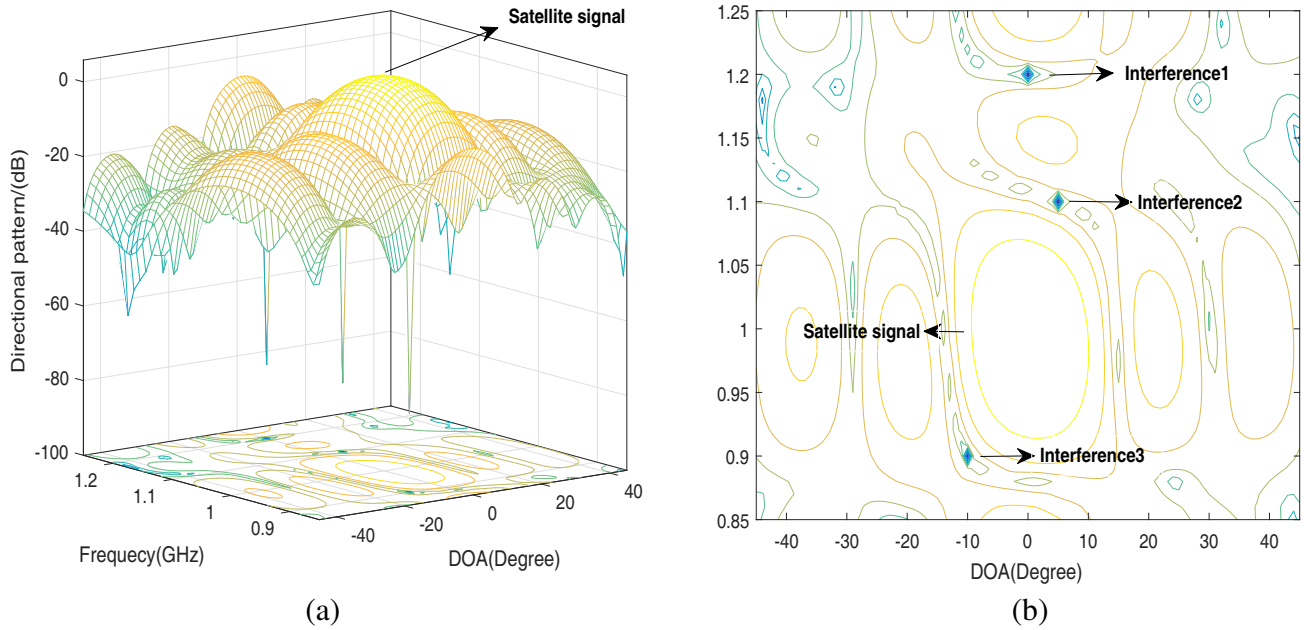 Satellite signal
0
-20
-40
-60
-80
-100
Directional pattern/(dB)
1.2
1.1
1
0.9
Frequecy(GHz)
-40
-20
0
20
40
DOA(Degree)
(a)
1.25
1.2
1.15
1.1
1.05
1
0.95
0.9
0.85
Interference1
Interference2
Satellite signal
Interference3
-40 -30 -20 -10 0 10 20 30 40
DOA(Degree)
(b)